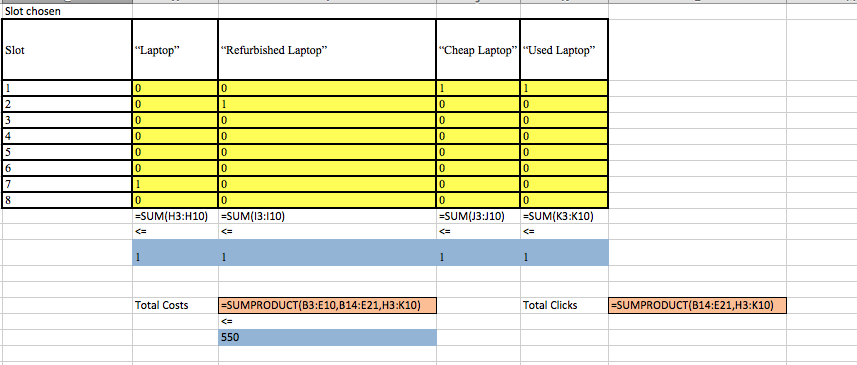 Slot chosen
Slot “Laptop” “Refurbished Laptop” “Cheap Laptop” “Used Laptop”
1 0 0 1 1
2 0 1 0 0
3 0 0 0 0
4 0 0 0 0
5 0 0 0 0
6 0 0 0 0
7 1 0 0 0
8 0 0 0 0
=SUM(H3:H10) =SUM(I3:I10) =SUM(J3:J10) =SUM(K3:K10)
<= <= <= <=
1 1 1 1
Total Costs =SUMPRODUCT(B3:E10,B14:E21,H3:K10) Total Clicks =SUMPRODUCT(B14:E21,H3:K10)
<=
550